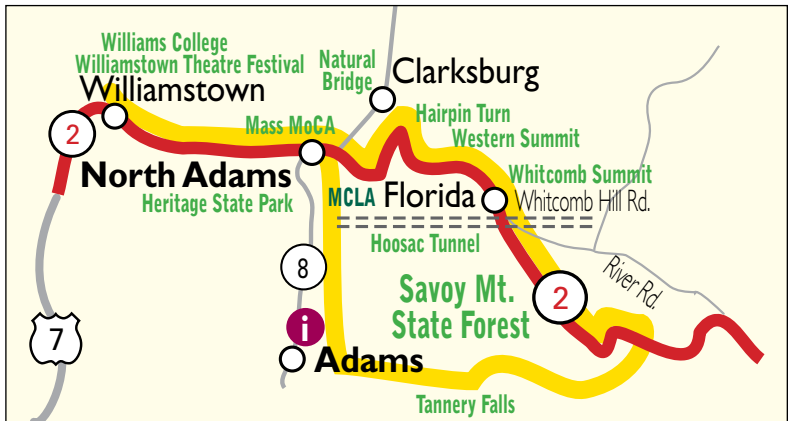 Williams College
Williamstown Theatre Festival
Williamstown
Natural
Bridge
Clarksburg
2
Mass MoCA
Hairpin Turn
Western Summit
North Adams
Heritage State Park
MCLA
Florida
Whitcomb Summit
Whitcomb Hill Rd.
Hoosac Tunnel
River Rd.
8
Savoy Mt.
State Forest
2
7
i
Adams
Tannery Falls